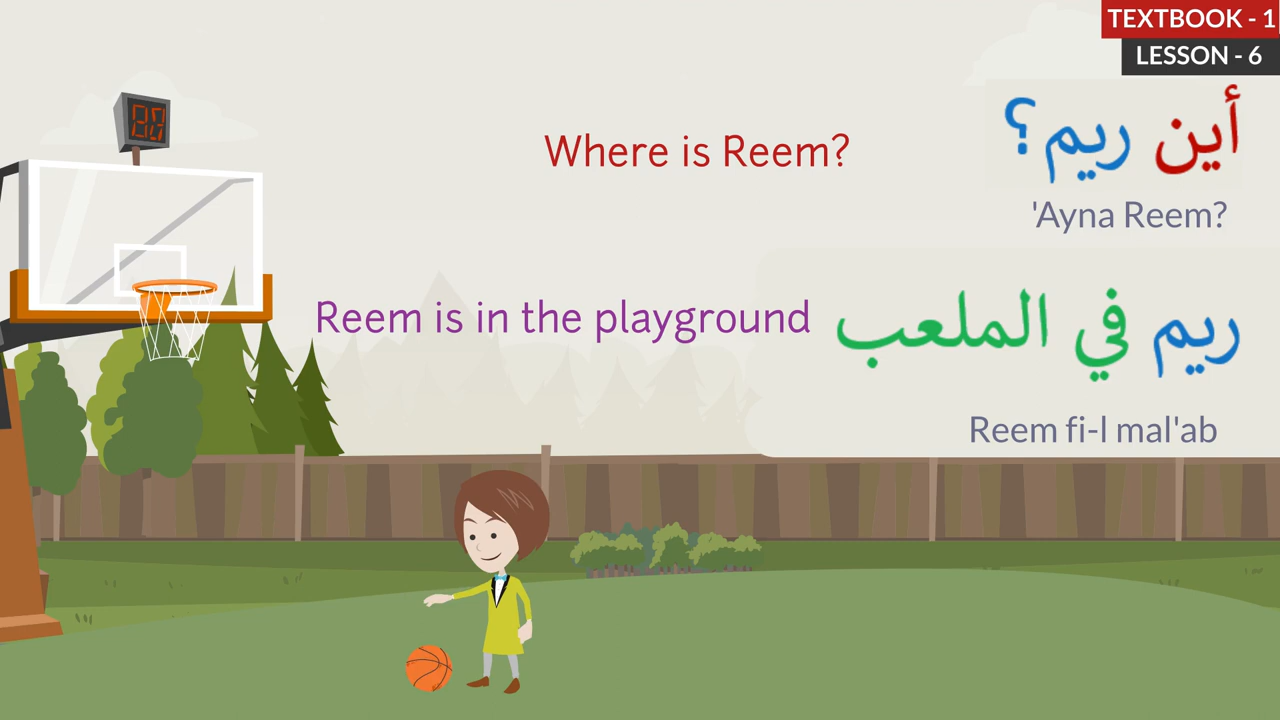 TEXTBOOK - 1
LESSON - 6
80
Where is Reem?
أين ريم؟
'Ayna Reem?
Reem is in the playground
ريم في الملعب
Reem fi-l mal'ab